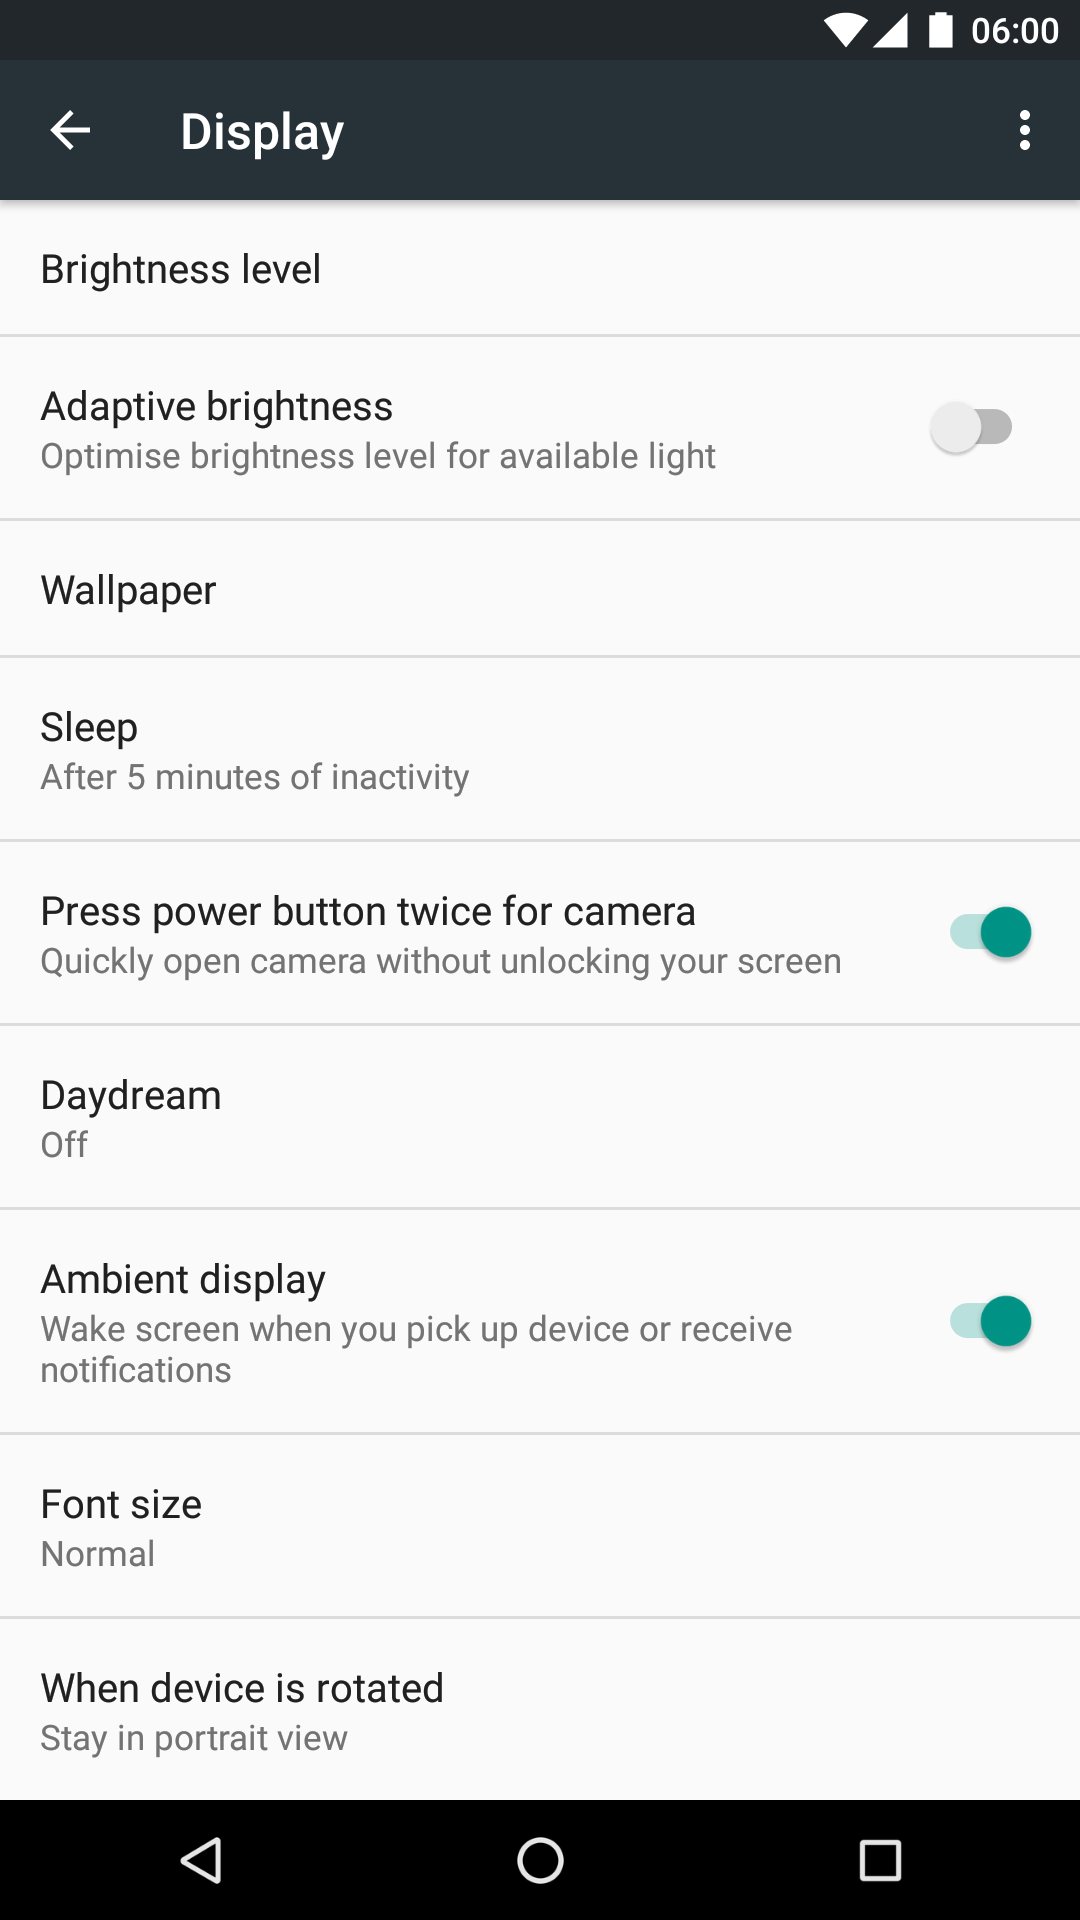 06:00
Display
Brightness level
Adaptive brightness
Optimise brightness level for available light
Wallpaper
Sleep
After 5 minutes of inactivity
Press power button twice for camera
Quickly open camera without unlocking your screen
Daydream
Off
Ambient display
Wake screen when you pick up device or receive
notifications
Font size
Normal
When device is rotated
Stay in portrait view